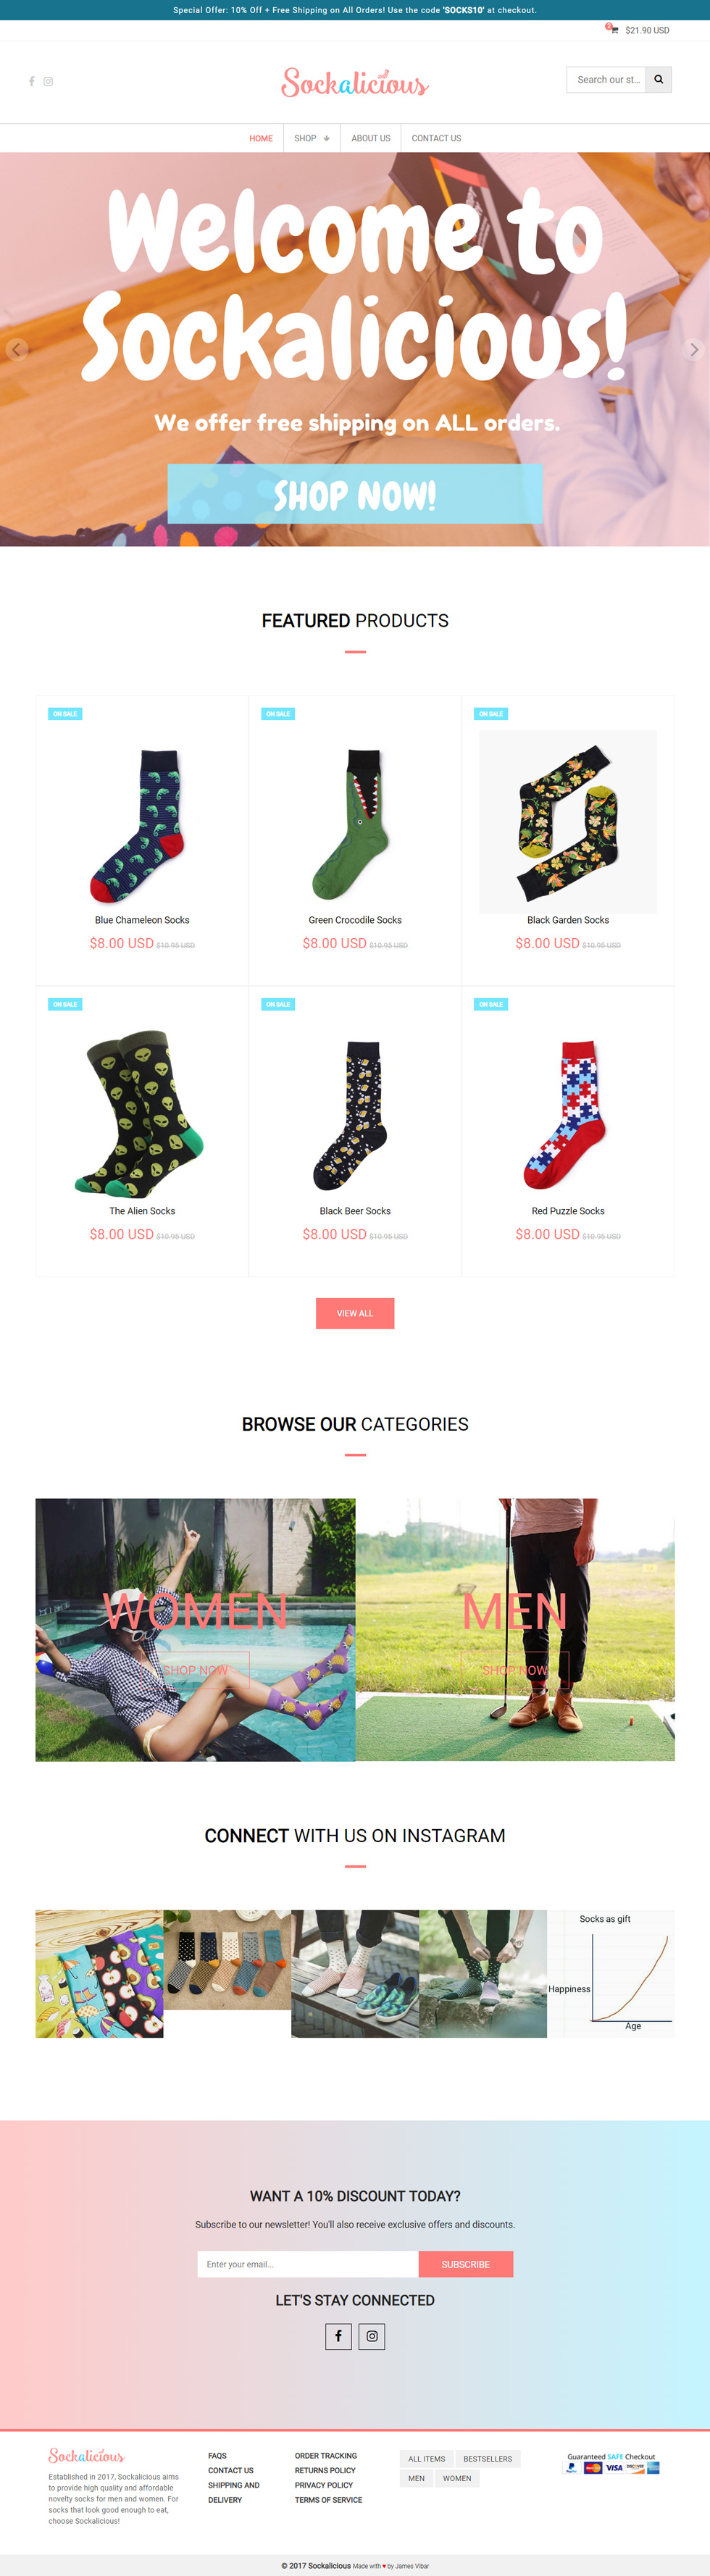 Special Offer: 10% Off + Free Shipping on All Orders! Use the code 'SOCKS10' at checkout.
2 $21.90 USD
Sockalicious
Search our st...
HOME SHOP ABOUT US CONTACT US
Welcome to
Sockalicious!
We offer free shipping on ALL orders.
SHOP NOW!
FEATURED PRODUCTS
ON SALE ON SALE ON SALE
Blue Chameleon Socks Green Crocodile Socks Black Garden Socks
$8.00 USD $10.95 USD $8.00 USD $10.95 USD $8.00 USD $10.95 USD
ON SALE ON SALE ON SALE
The Alien Socks Black Beer Socks Red Puzzle Socks
$8.00 USD $10.95 USD $8.00 USD $10.95 USD $8.00 USD $10.95 USD
VIEW ALL
BROWSE OUR CATEGORIES
WOMEN MEN
SHOP NOW SHOP NOW
CONNECT WITH US ON INSTAGRAM
Socks as gift
Happiness
Age
WANT A 10% DISCOUNT TODAY?
Subscribe to our newsletter! You'll also receive exclusive offers and discounts.
Enter your email... SUBSCRIBE
LET'S STAY CONNECTED
Sockalicious
Established in 2017, Sockalicious aims
to provide high quality and affordable
novelty socks for men and women. For
socks that look good enough to eat,
choose Sockalicious!
FAQS
CONTACT US
SHIPPING AND
DELIVERY
ORDER TRACKING
RETURNS POLICY
PRIVACY POLICY
TERMS OF SERVICE
ALL ITEMS BESTSELLERS
MEN WOMEN
Guaranteed SAFE Checkout
VISA
© 2017 Sockalicious Made with ♥ by James Vibar